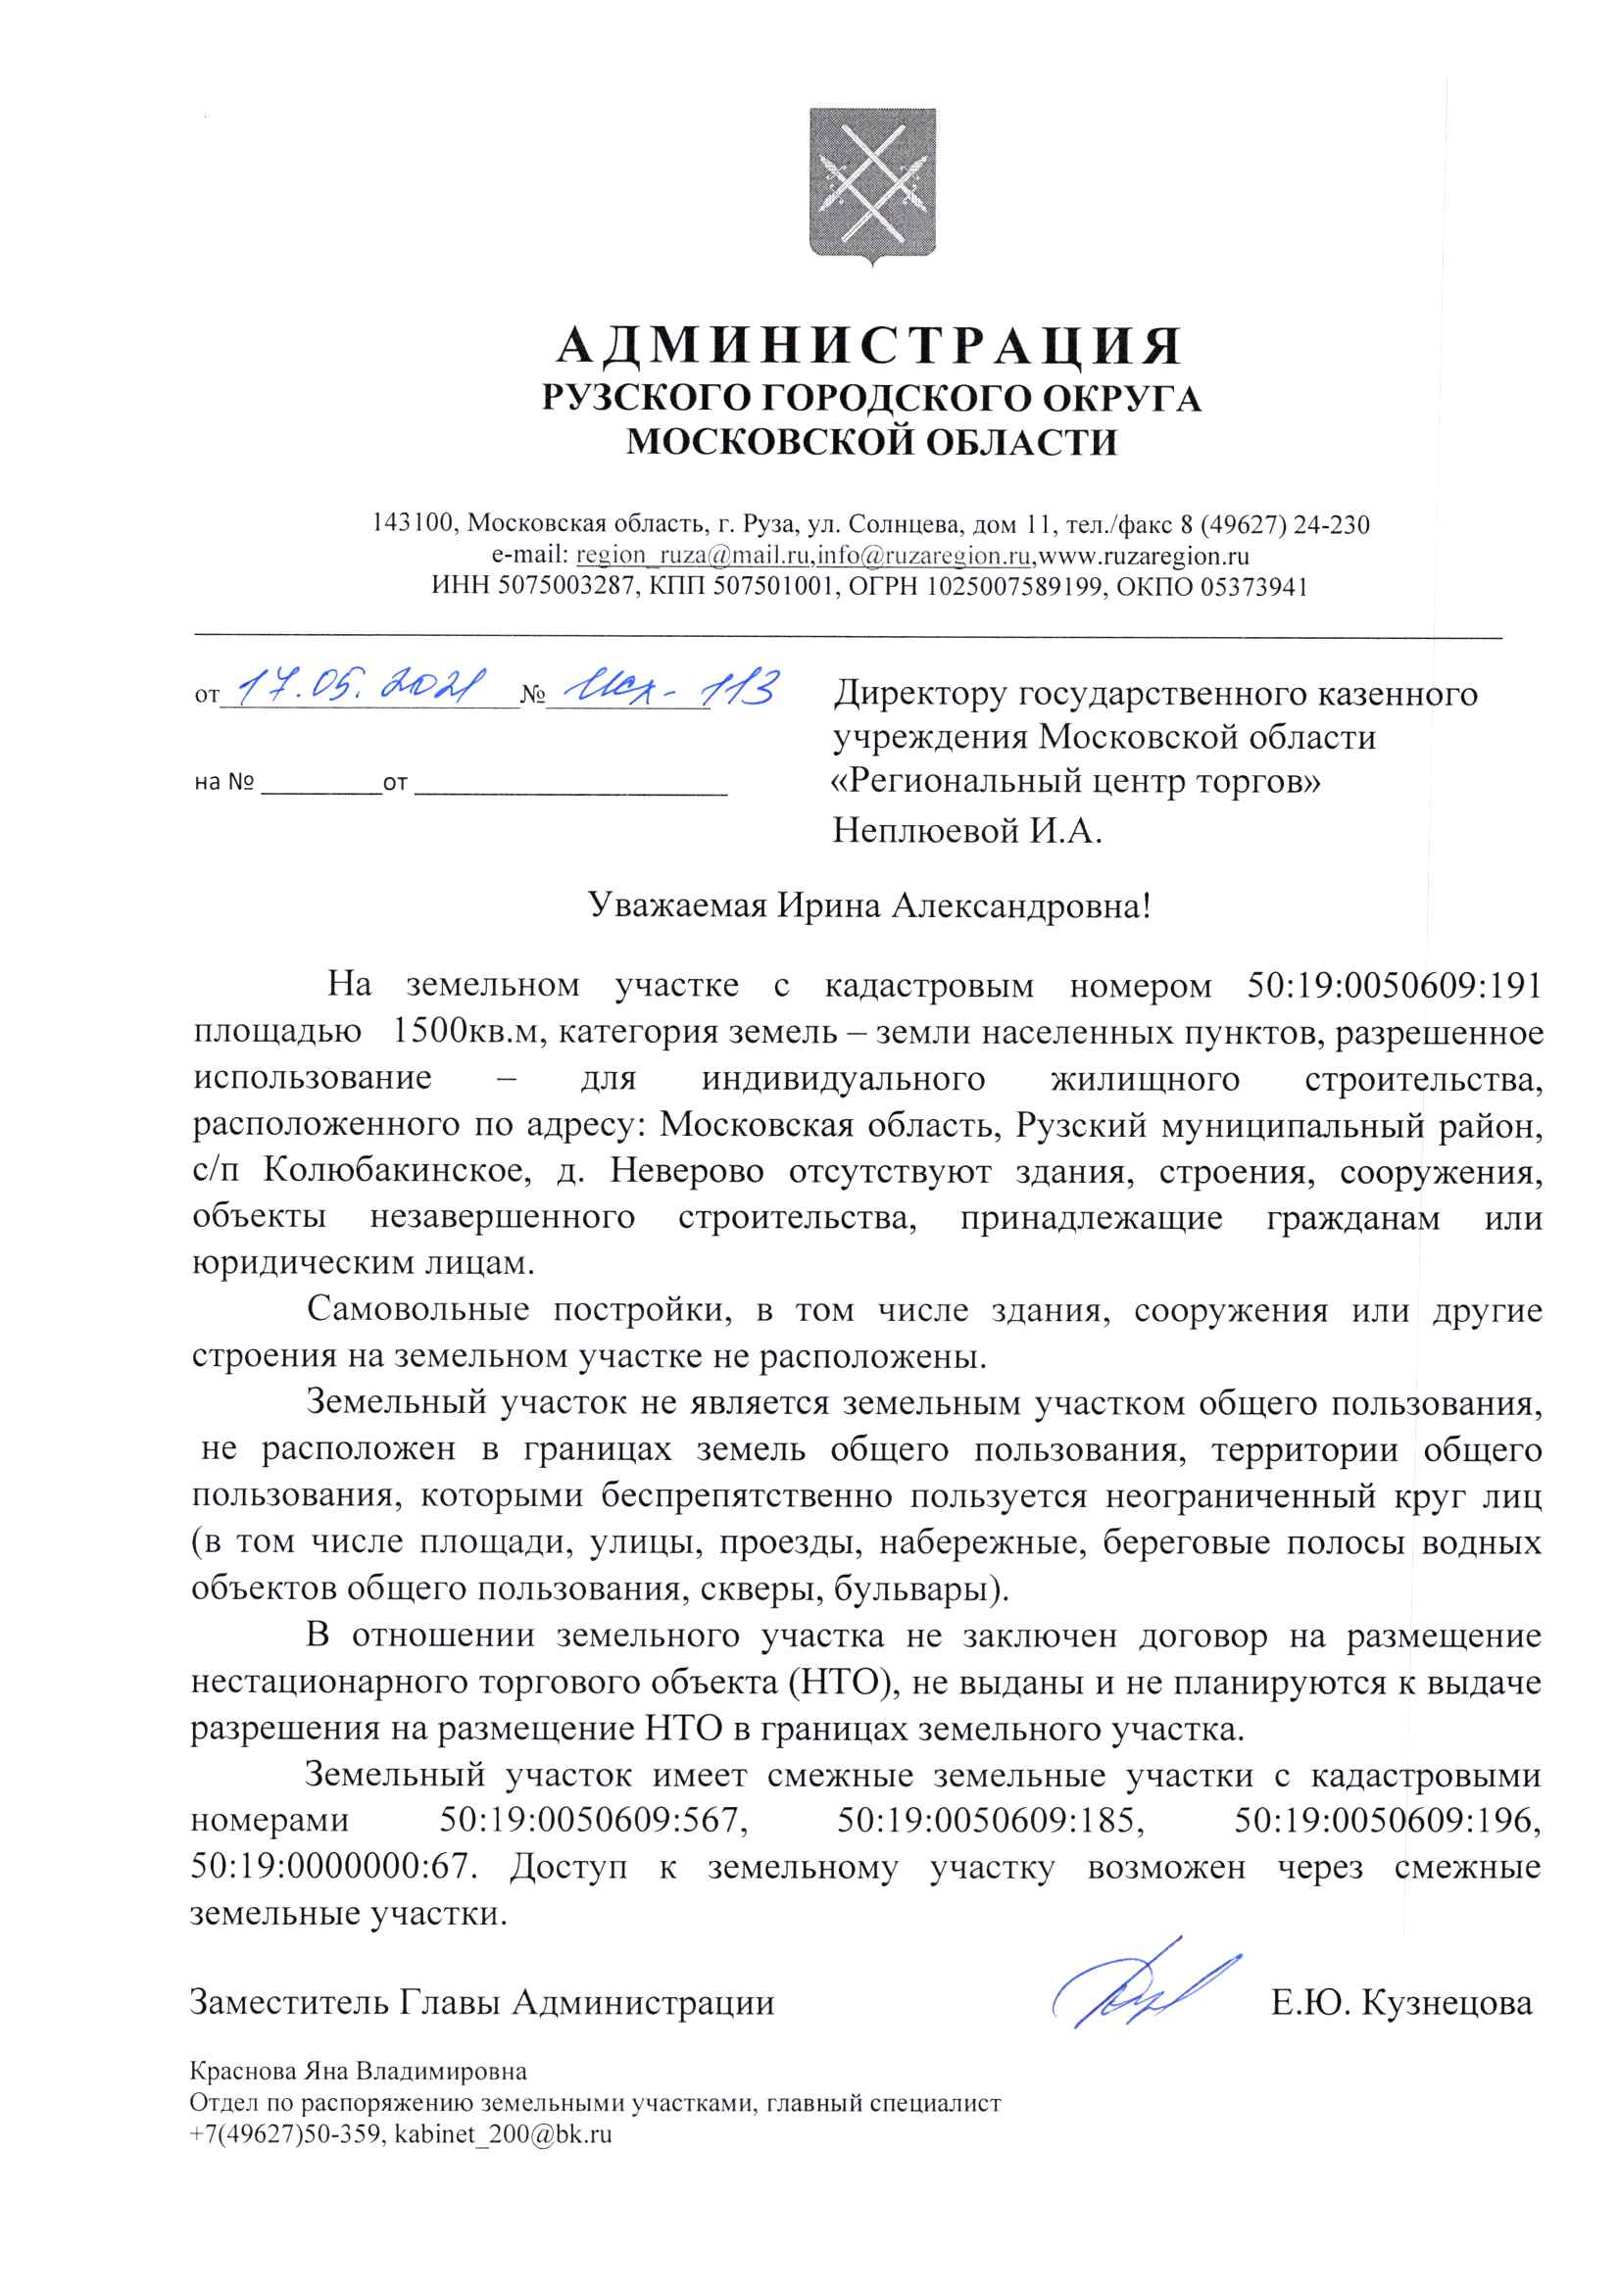 АДМИНИСТРАЦИЯ
РУЗСКОГО ГОРОДСКОГО ОКРУГА
МОСКОВСКОЙ ОБЛАСТИ
143100, Московская область, г. Руза, ул. Солнцева, дом 11, тел./факс 8 (49627) 24-230
e-mail: region_ruza@mail.ru,info@ruzaregion.ru,www.ruzaregion.ru
ИНН 5075003287, КПП 507501001, ОГРН 1025007589199, ОКПО 05373941
от 17.05.2021 № Исх- 113
на № от
Директору государственного казенного
учреждения Московской области
«Региональный центр торгов»
Неплюевой И.А.
Уважаемая Ирина Александровна!
На земельном участке с кадастровым номером 50:19:0050609:191
площадью 1500кв.м, категория земель – земли населенных пунктов, разрешенное
использование – для индивидуального жилищного строительства,
расположенного по адресу: Московская область, Рузский муниципальный район,
с/п Колюбакинское, д. Неверово отсутствуют здания, строения, сооружения,
объекты незавершенного строительства, принадлежащие гражданам или
юридическим лицам.
Самовольные постройки, в том числе здания, сооружения или другие
строения на земельном участке не расположены.
Земельный участок не является земельным участком общего пользования,
не расположен в границах земель общего пользования, территории общего
пользования, которыми беспрепятственно пользуется неограниченный круг лиц
(в том числе площади, улицы, проезды, набережные, береговые полосы водных
объектов общего пользования, скверы, бульвары).
В отношении земельного участка не заключен договор на размещение
нестационарного торгового объекта (НТО), не выданы и не планируются к выдаче
разрешения на размещение НТО в границах земельного участка.
Земельный участок имеет смежные земельные участки с кадастровыми
номерами 50:19:0050609:567, 50:19:0050609:185, 50:19:0050609:196,
50:19:0000000:67. Доступ к земельному участку возможен через смежные
земельные участки.
Заместитель Главы Администрации Е.Ю. Кузнецова
Краснова Яна Владимировна
Отдел по распоряжению земельными участками, главный специалист
+7(49627)50-359, kabinet_200@bk.ru